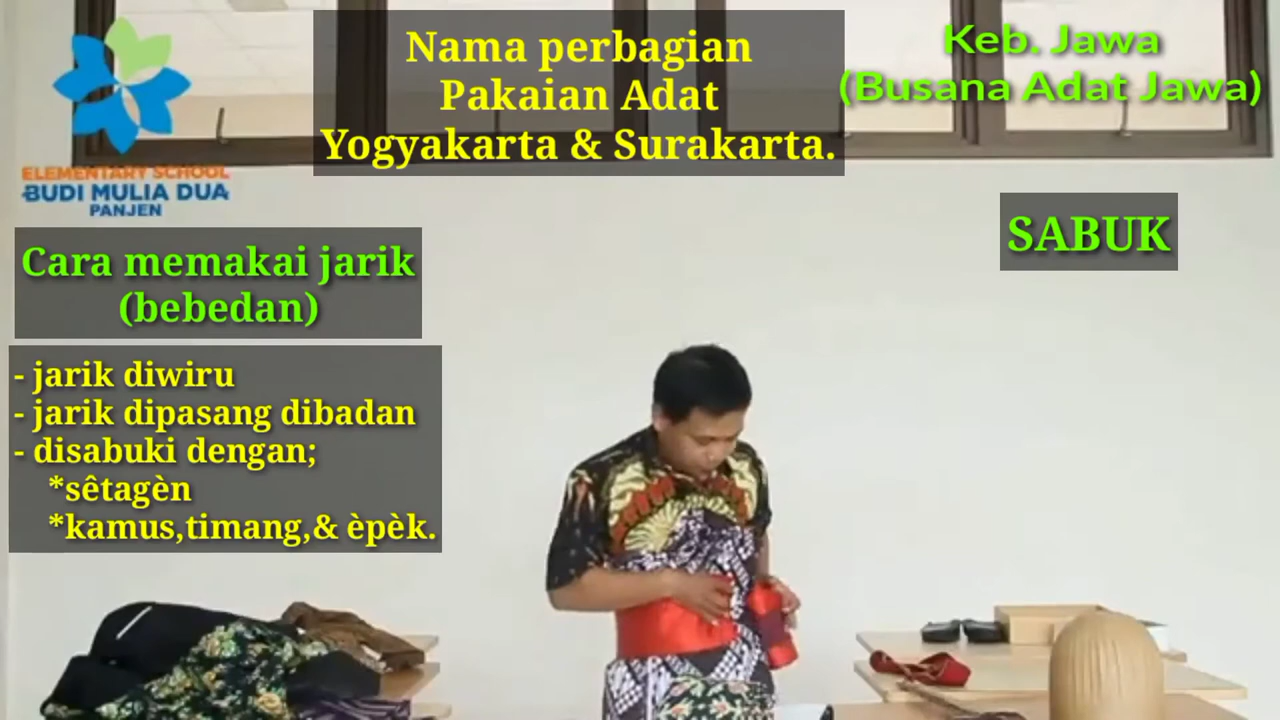 Nama perbagian
Pakaian Adat
Yogyakarta & Surakarta.
Keb. Jawa
(Busana Adat Jawa)
ELEMENTARY SCHOOL
BUDI MULIA DUA
PANJEN
SABUK
Cara memakai jarik
(bebedan)
- jarik diwiru
- jarik dipasang dibadan
- disabuki dengan;
*sêtagèn
*kamus,timang,& èpèk.